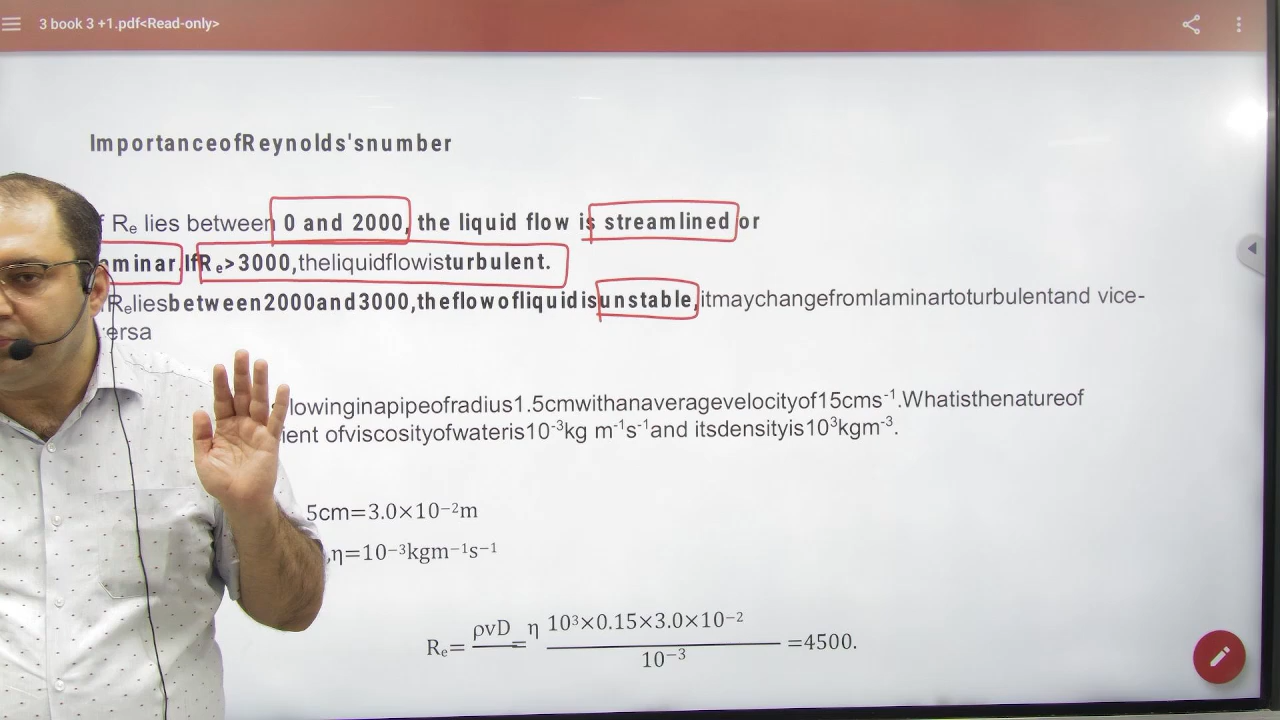 3 book 3 +1.pdf<Read-only>
ImportanceofReynolds'snumber
Re lies between 0 and 2000, the liquid flow is streamlined or
IfRe>3000,theliquidflowisturbulent.
Reliesbetween2000and3000,theflowofliquidisunstable,itmaychangefromlaminartoturbulentand vice-
ersa
lowinginapipeofradius1.5cmwithanaveragevelocityof15cms⁻¹.Whatisthenatureof
ient ofviscosityofwateris10⁻³kg m⁻¹s⁻¹and itsdensityis10³kgm⁻³.
5cm=3.0×10⁻²m
,η=10⁻³kgm⁻¹s⁻¹
Re= ρvD = η 10³×0.15×3.0×10⁻² =4500.
10⁻³